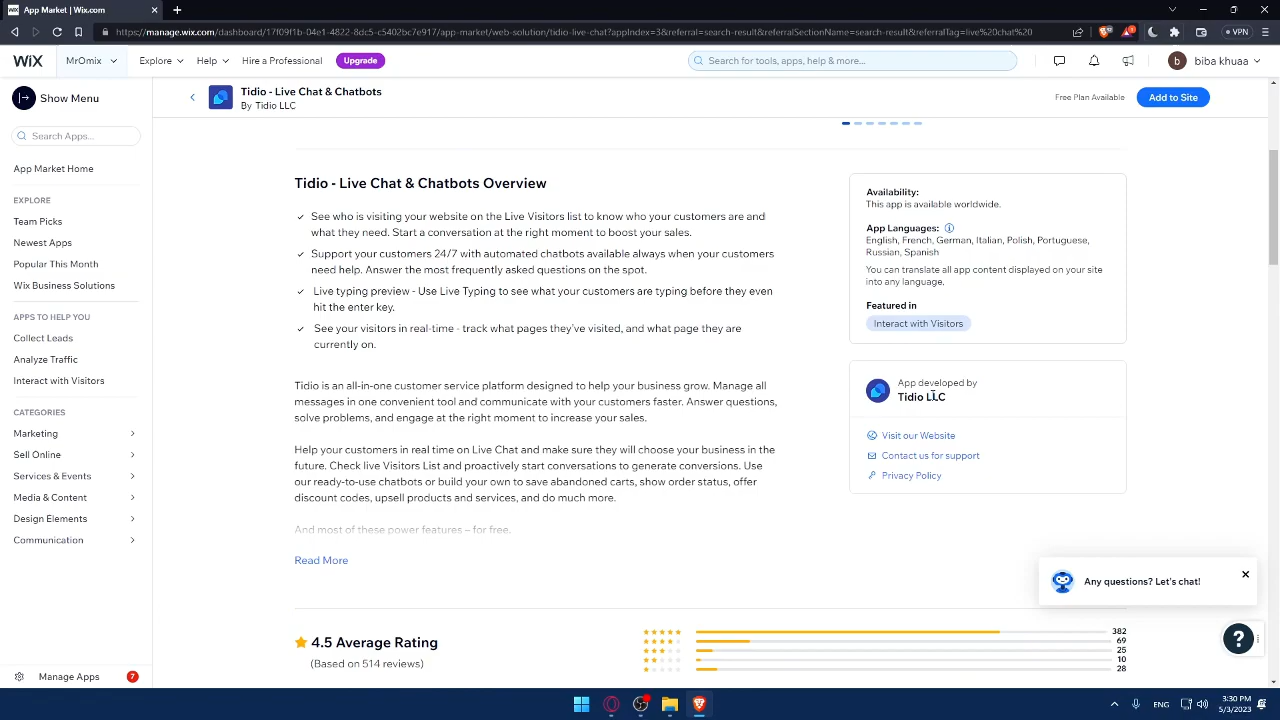 App Market | Wix.com
https://manage.wix.com/dashboard/17f09f1b-04e1-4822-8dc5-c5402bc7e917/app-market/web-solution/tidio-live-chat?appIndex=3&referral=search-result&referralSectionName=search-result&referralTag=live%20chat%20
VPN
WiX
MrOmix
Explore
Help
Hire a Professional
Upgrade
Search for tools, apps, help & more...
b
biba khuaa
Show Menu
Search Apps...
App Market Home
EXPLORE
Team Picks
Newest Apps
Popular This Month
Wix Business Solutions
APPS TO HELP YOU
Collect Leads
Analyze Traffic
Interact with Visitors
CATEGORIES
Marketing
Sell Online
Services & Events
Media & Content
Design Elements
Communication
Manage Apps
7
Tidio - Live Chat & Chatbots
By Tidio LLC
Free Plan Available
Add to Site
Tidio - Live Chat & Chatbots Overview
See who is visiting your website on the Live Visitors list to know who your customers are and
what they need. Start a conversation at the right moment to boost your sales.
Support your customers 24/7 with automated chatbots available always when your customers
need help. Answer the most frequently asked questions on the spot.
Live typing preview - Use Live Typing to see what your customers are typing before they even
hit the enter key.
See your visitors in real-time - track what pages they've visited, and what page they are
currently on.
Tidio is an all-in-one customer service platform designed to help your business grow. Manage all
messages in one convenient tool and communicate with your customers faster. Answer questions,
solve problems, and engage at the right moment to increase your sales.
Help your customers in real time on Live Chat and make sure they will choose your business in the
future. Check live Visitors List and proactively start conversations to generate conversions. Use
our ready-to-use chatbots or build your own to save abandoned carts, show order status, offer
discount codes, upsell products and services, and do much more.
And most of these power features – for free.
Read More
Availability:
This app is available worldwide.
App Languages:
English, French, German, Italian, Polish, Portuguese,
Russian, Spanish
You can translate all app content displayed on your site
into any language.
Featured in
Interact with Visitors
App developed by
Tidio LLC
Visit our Website
Contact us for support
Privacy Policy
Any questions? Let's chat!
?
4.5 Average Rating
(Based on 514 reviews)
382
69
25
10
28
ENG
3:30 PM
5/3/2023